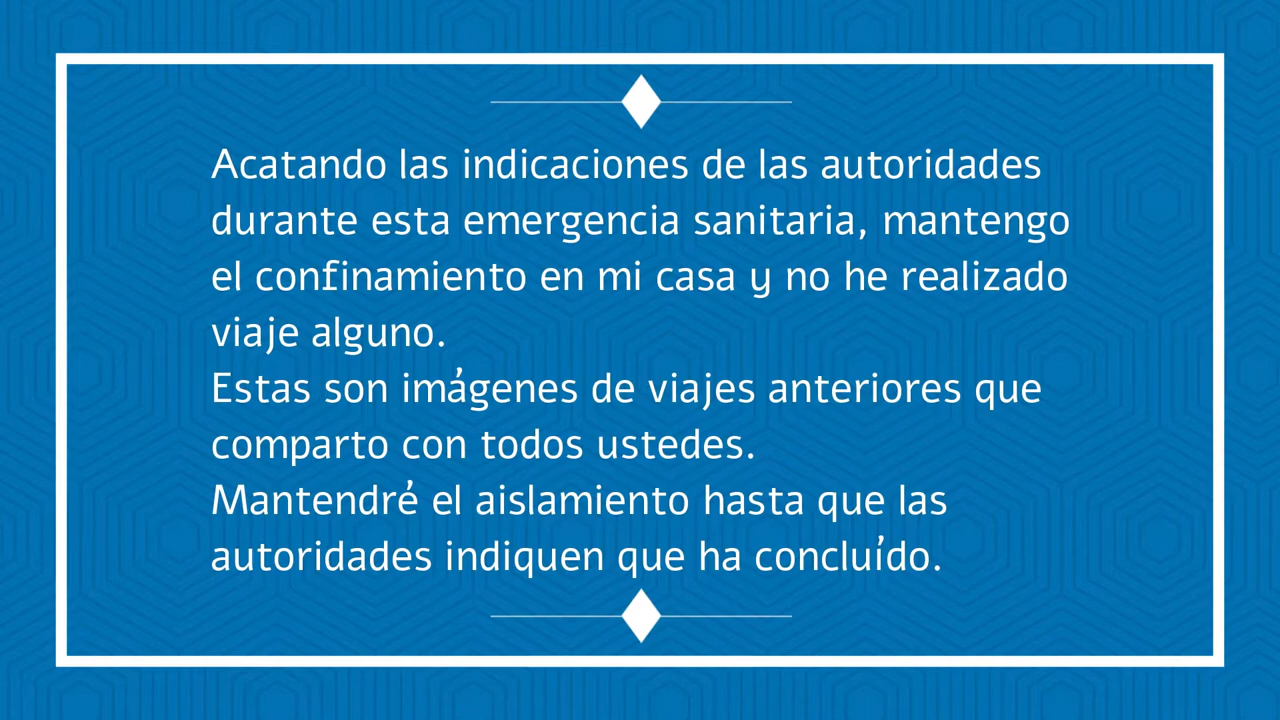 Acatando las indicaciones de las autoridades
durante esta emergencia sanitaria, mantengo
el confinamiento en mi casa y no he realizado
viaje alguno.
Estas son imágenes de viajes anteriores que
comparto con todos ustedes.
Mantendré el aislamiento hasta que las
autoridades indiquen que ha concluído.